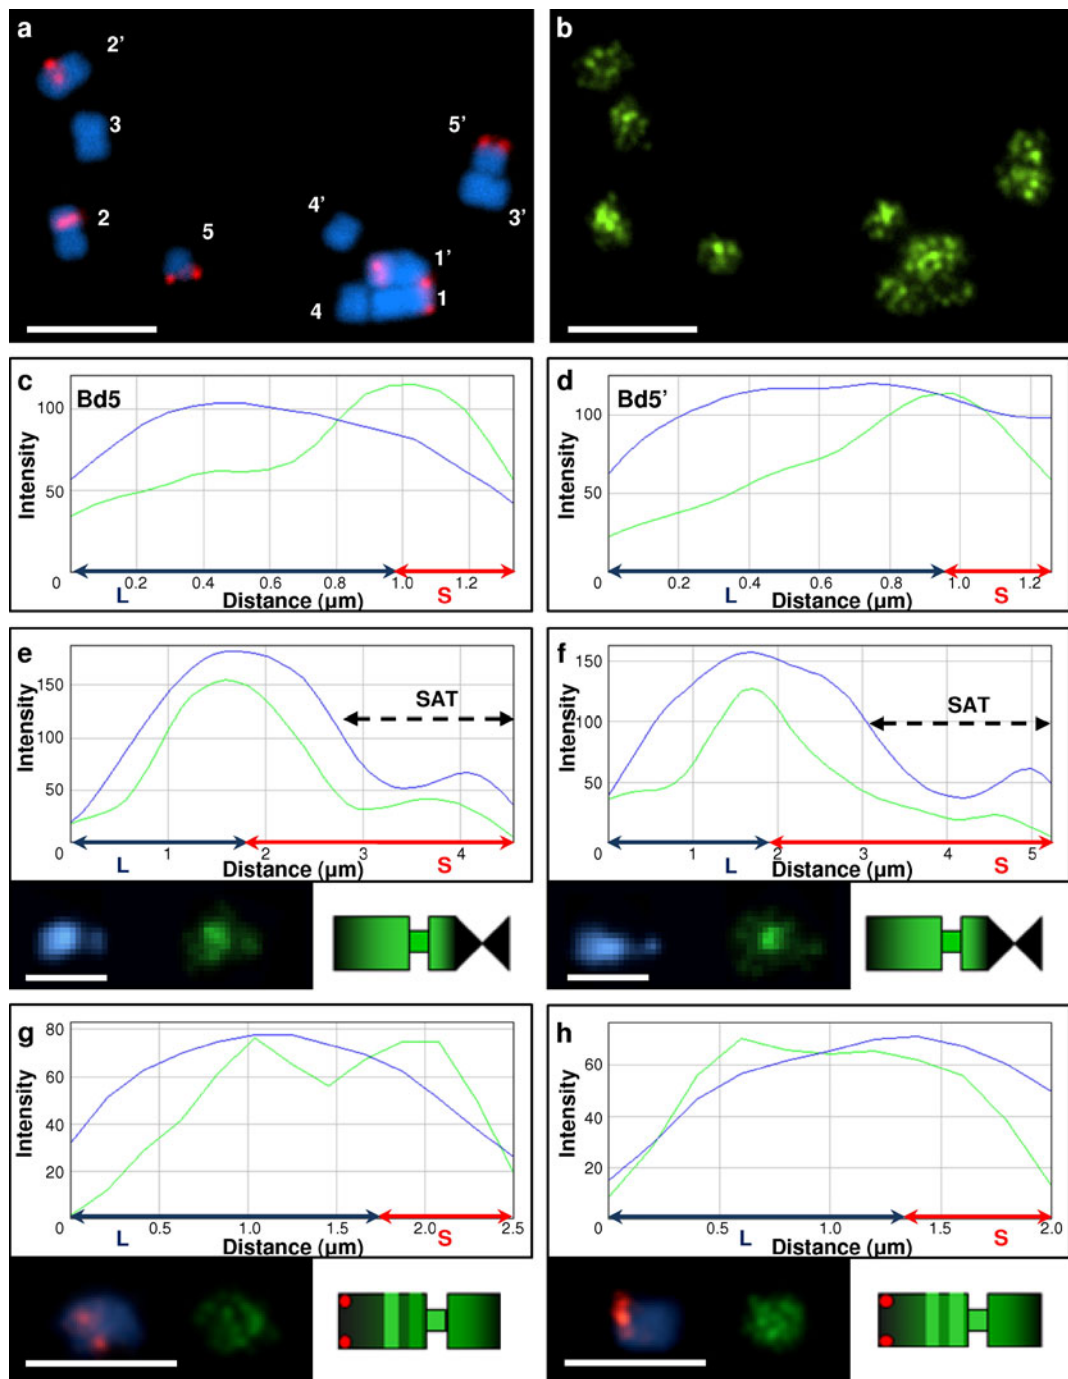 a
2’
3
2
5
4’
5’
3’
1’
1
4
b
c
Bd5
100
50
Intensity
0
0.2
0.4
0.6
0.8
1.0
1.2
L
Distance (µm)
S
d
Bd5’
100
50
Intensity
0
0.2
0.4
0.6
0.8
1.0
1.2
L
Distance (µm)
S
e
150
100
50
Intensity
SAT
0
1
2
3
4
L
Distance (µm)
S
f
150
100
50
Intensity
SAT
0
1
2
3
4
5
L
Distance (µm)
S
g
80
60
40
20
Intensity
0
0.5
1.0
1.5
2.0
2.5
L
Distance (µm)
S
h
60
40
20
Intensity
0
0.5
1.0
1.5
2.0
L
Distance (µm)
S